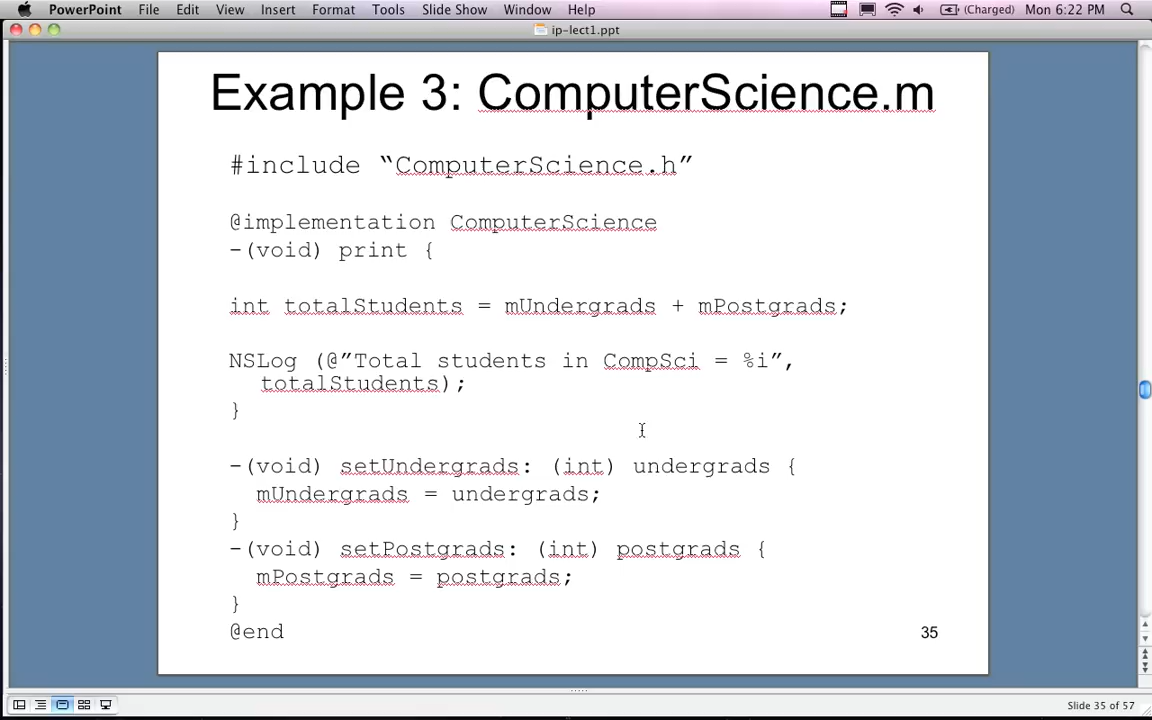 PowerPoint File Edit View Insert Format Tools Slide Show Window Help (Charged) Mon 6:22 PM
ip-lect1.ppt
Example 3: ComputerScience.m
#include “ComputerScience.h”
@implementation ComputerScience
-(void) print {
int totalStudents = mUndergrads + mPostgrads;
NSLog (@”Total students in CompSci = %i”,
totalStudents);
}
-(void) setUndergrads: (int) undergrads {
mUndergrads = undergrads;
}
-(void) setPostgrads: (int) postgrads {
mPostgrads = postgrads;
}
@end
35
Slide 35 of 57